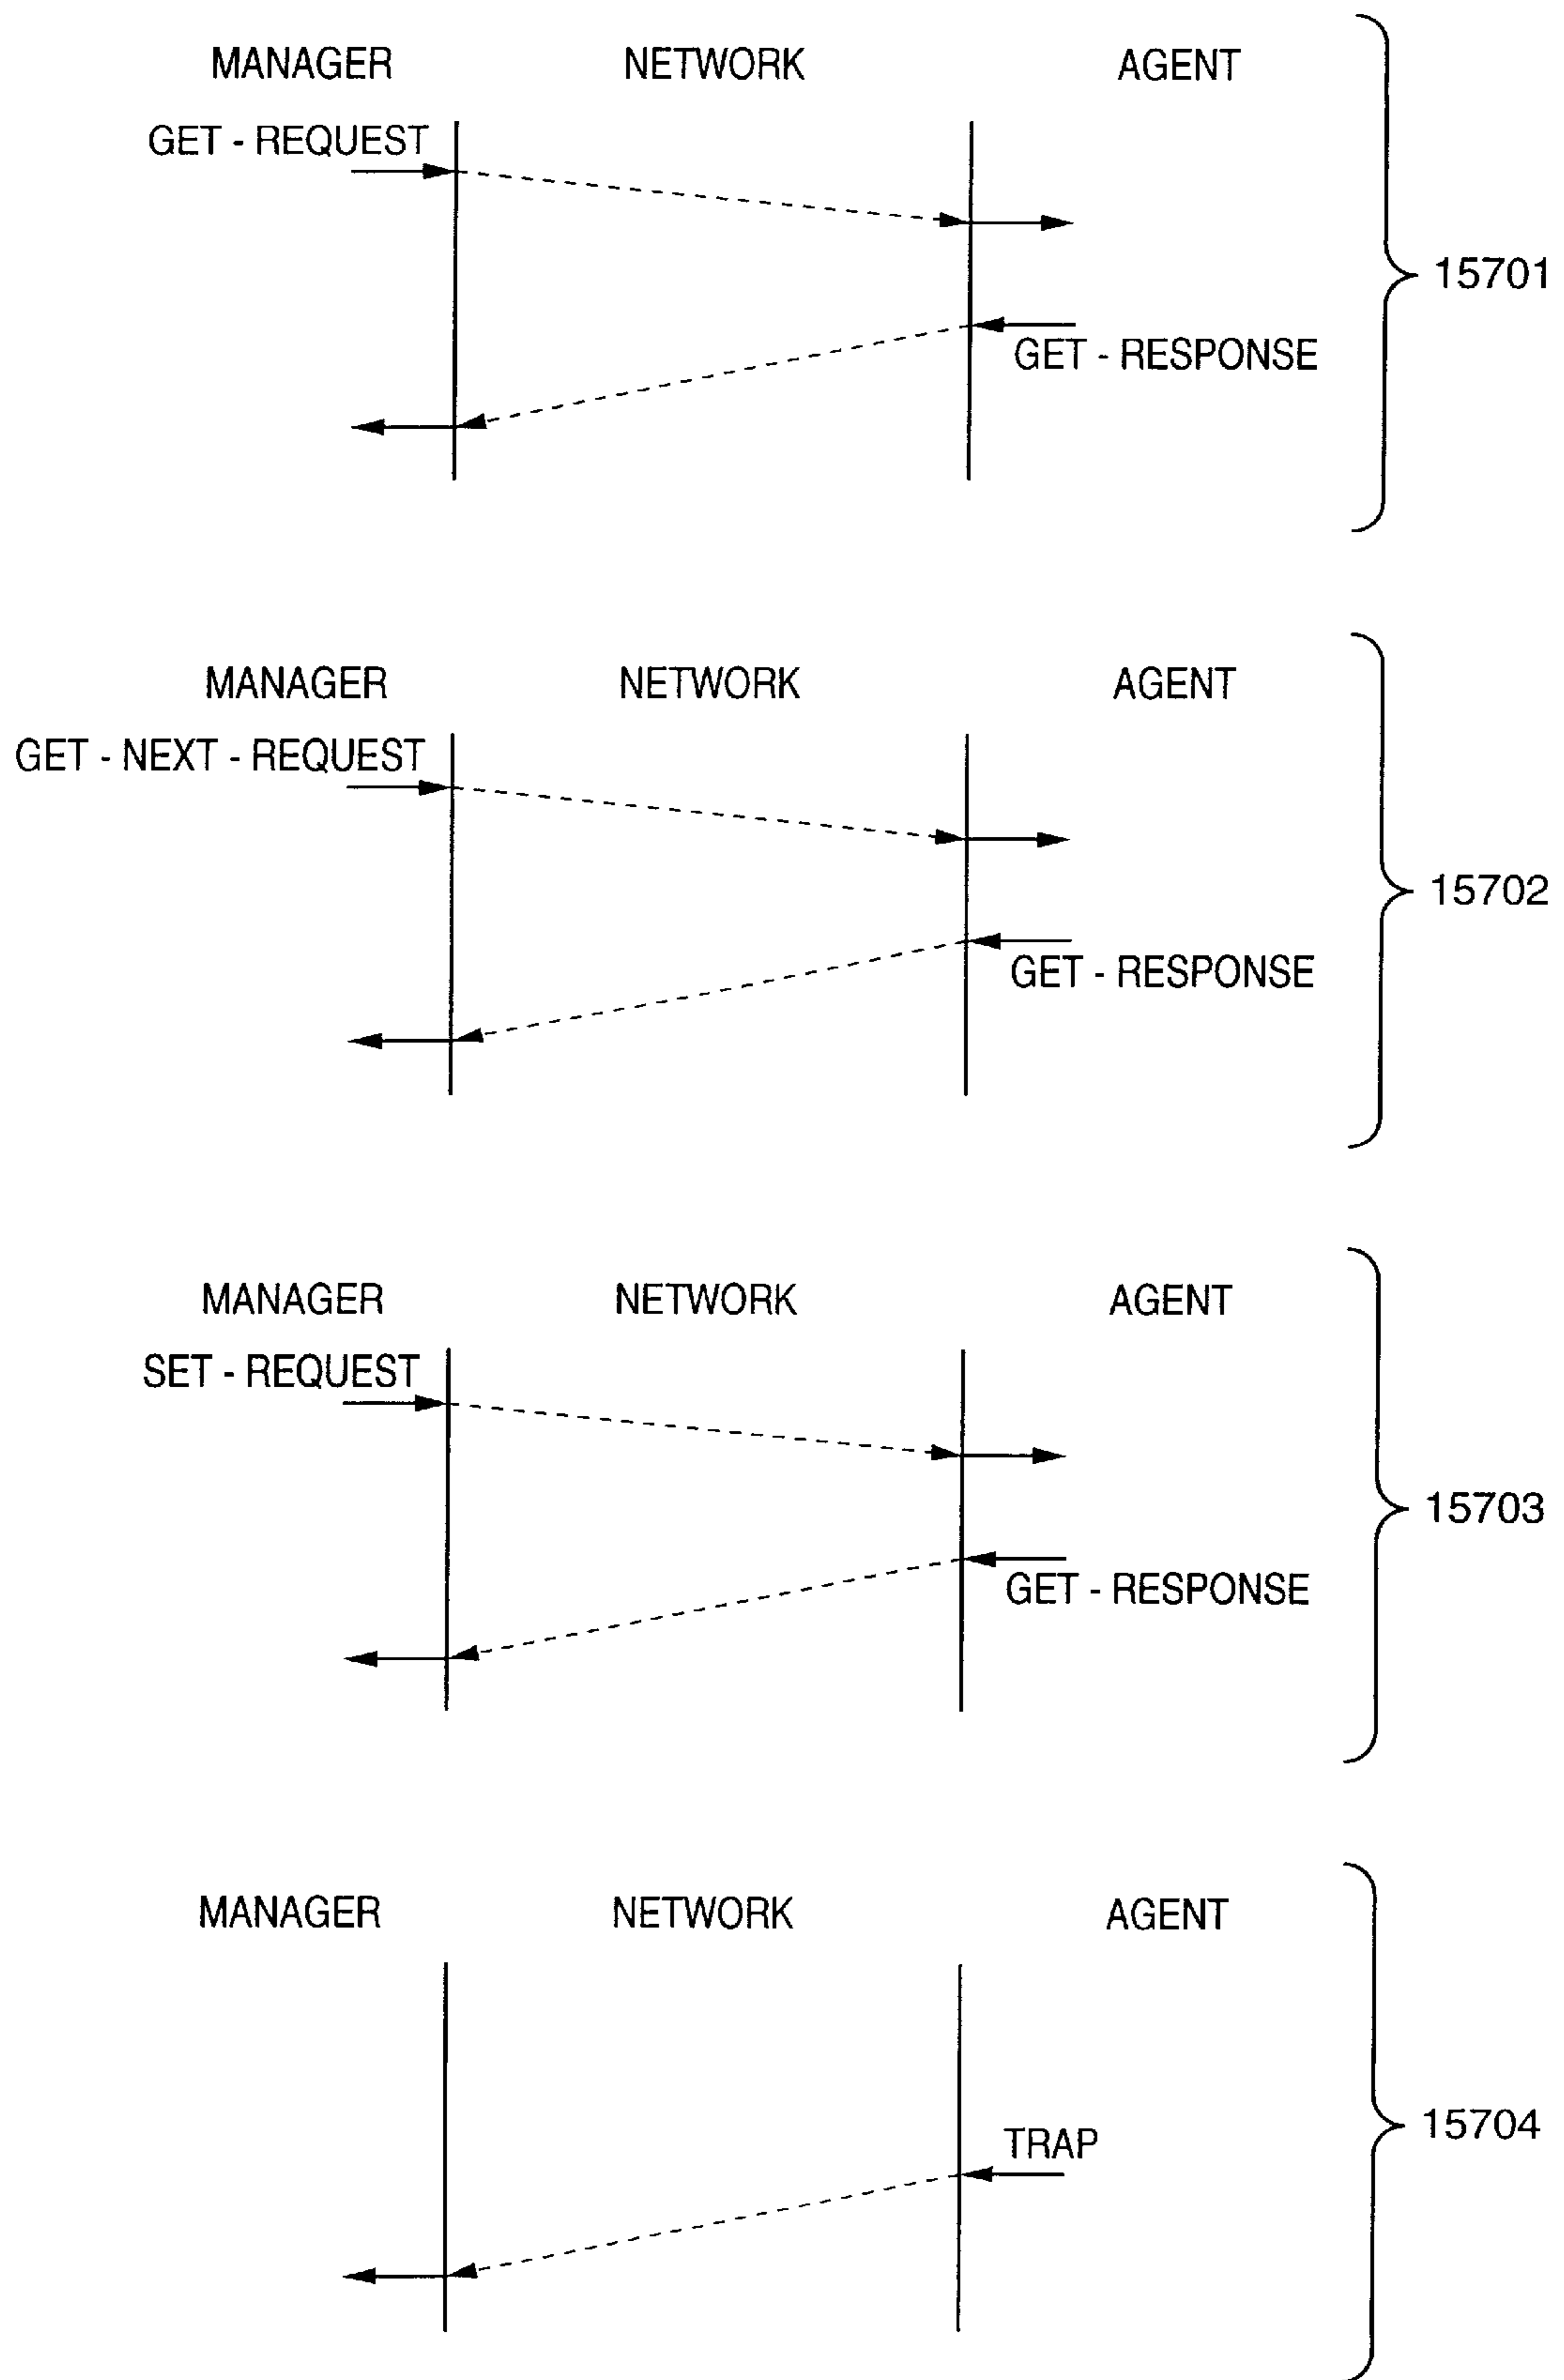 MANAGER NETWORK AGENT
GET - REQUEST
15701
GET - RESPONSE
MANAGER NETWORK AGENT
GET - NEXT - REQUEST
15702
GET - RESPONSE
MANAGER NETWORK AGENT
SET - REQUEST
15703
GET - RESPONSE
MANAGER NETWORK AGENT
15704
TRAP